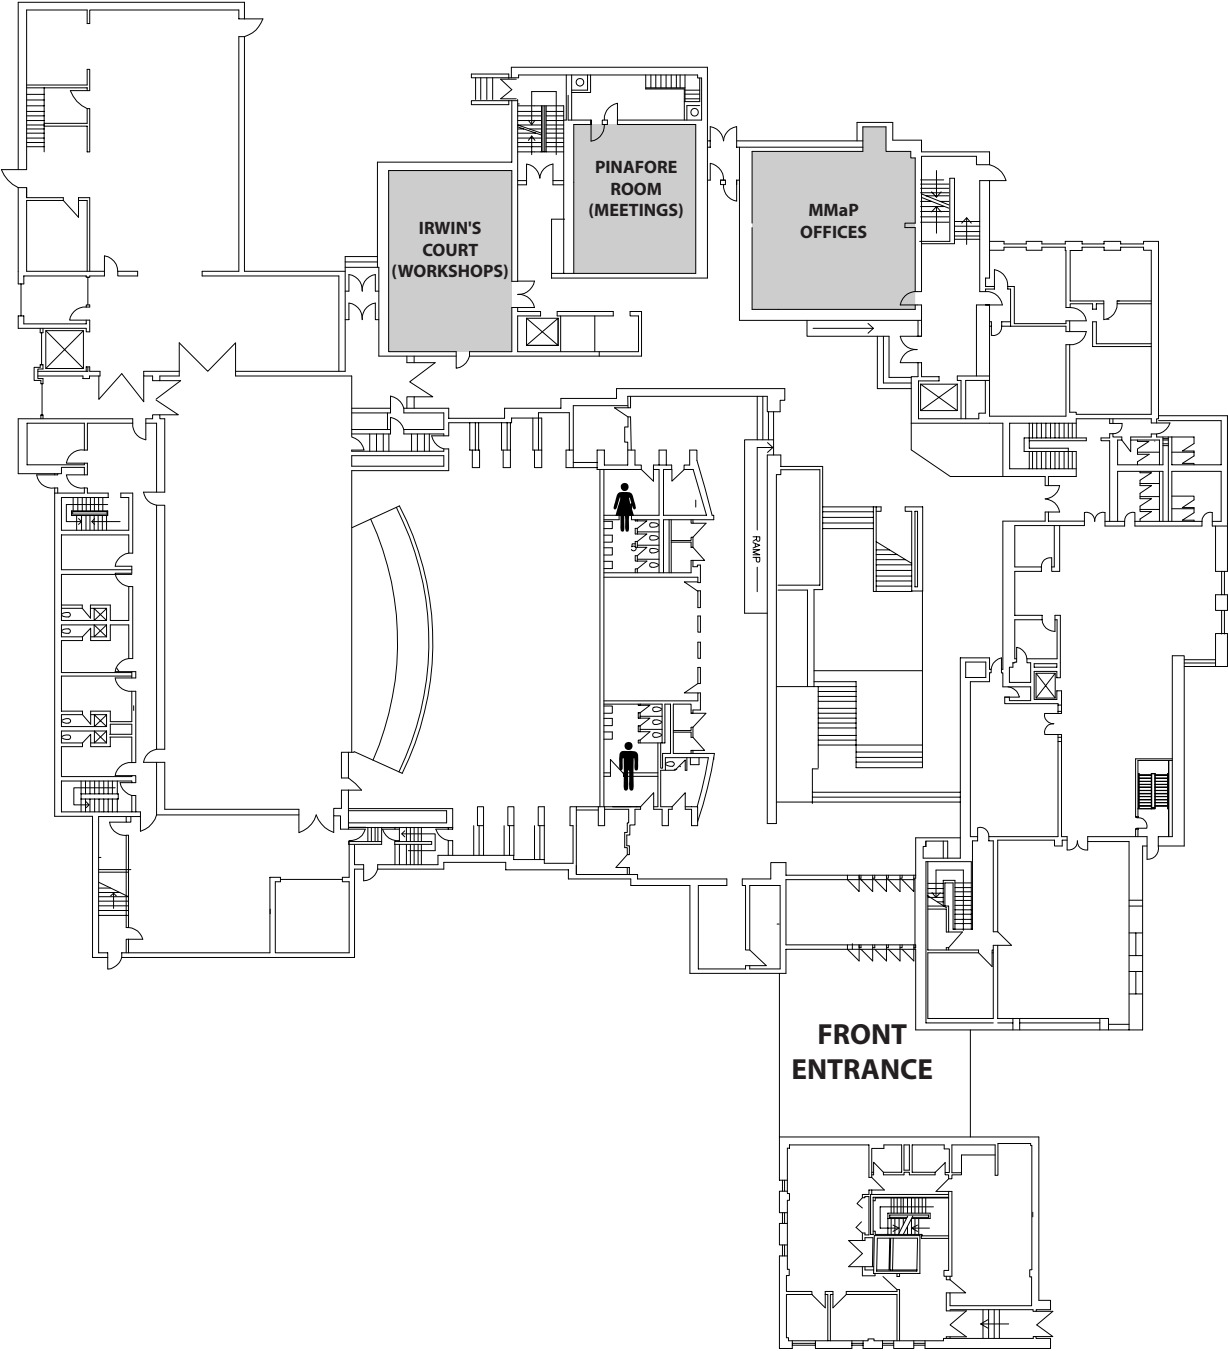 PINAFORE
ROOM
(MEETINGS)
MMaP
OFFICES
IRWIN'S
COURT
(WORKSHOPS)
RAMP
FRONT
ENTRANCE